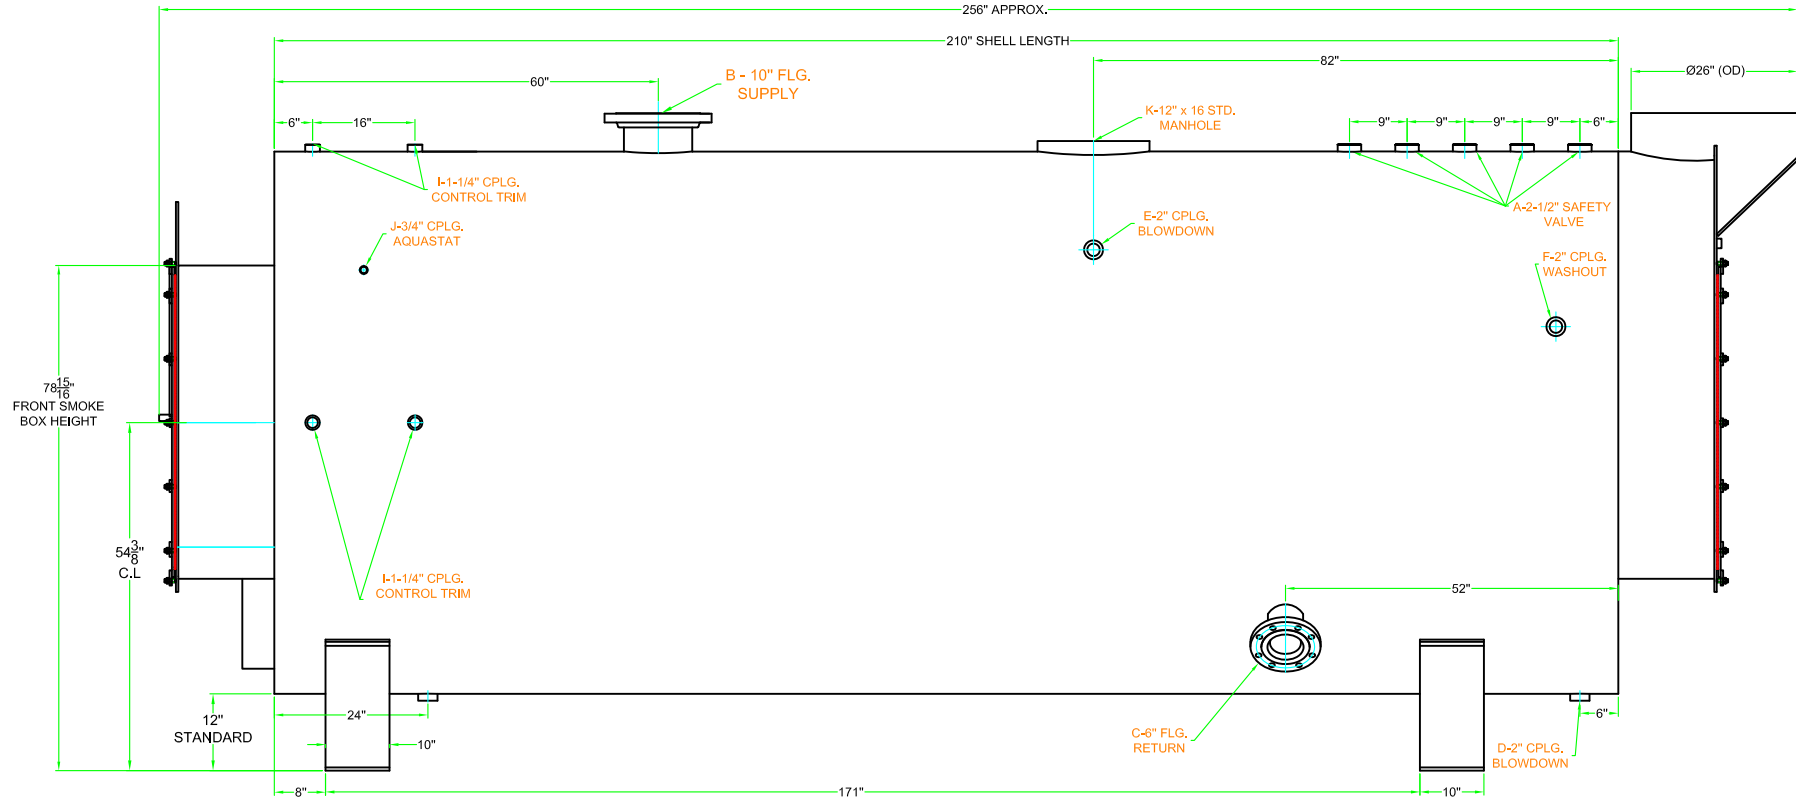 256" APPROX.
210" SHELL LENGTH
82"
60"
Ø26" (OD)
B - 10" FLG.
SUPPLY
K-12" x 16 STD.
MANHOLE
6"
16"
9"
9"
9"
9"
6"
I-1-1/4" CPLG.
CONTROL TRIM
J-3/4" CPLG.
AQUASTAT
E-2" CPLG.
BLOWDOWN
A-2-1/2" SAFETY
VALVE
F-2" CPLG.
WASHOUT
78 15/16"
FRONT SMOKE
BOX HEIGHT
54 3/8"
C.L
I-1-1/4" CPLG.
CONTROL TRIM
52"
12"
STANDARD
24"
10"
C-6" FLG.
RETURN
6"
D-2" CPLG.
BLOWDOWN
8"
171"
10"